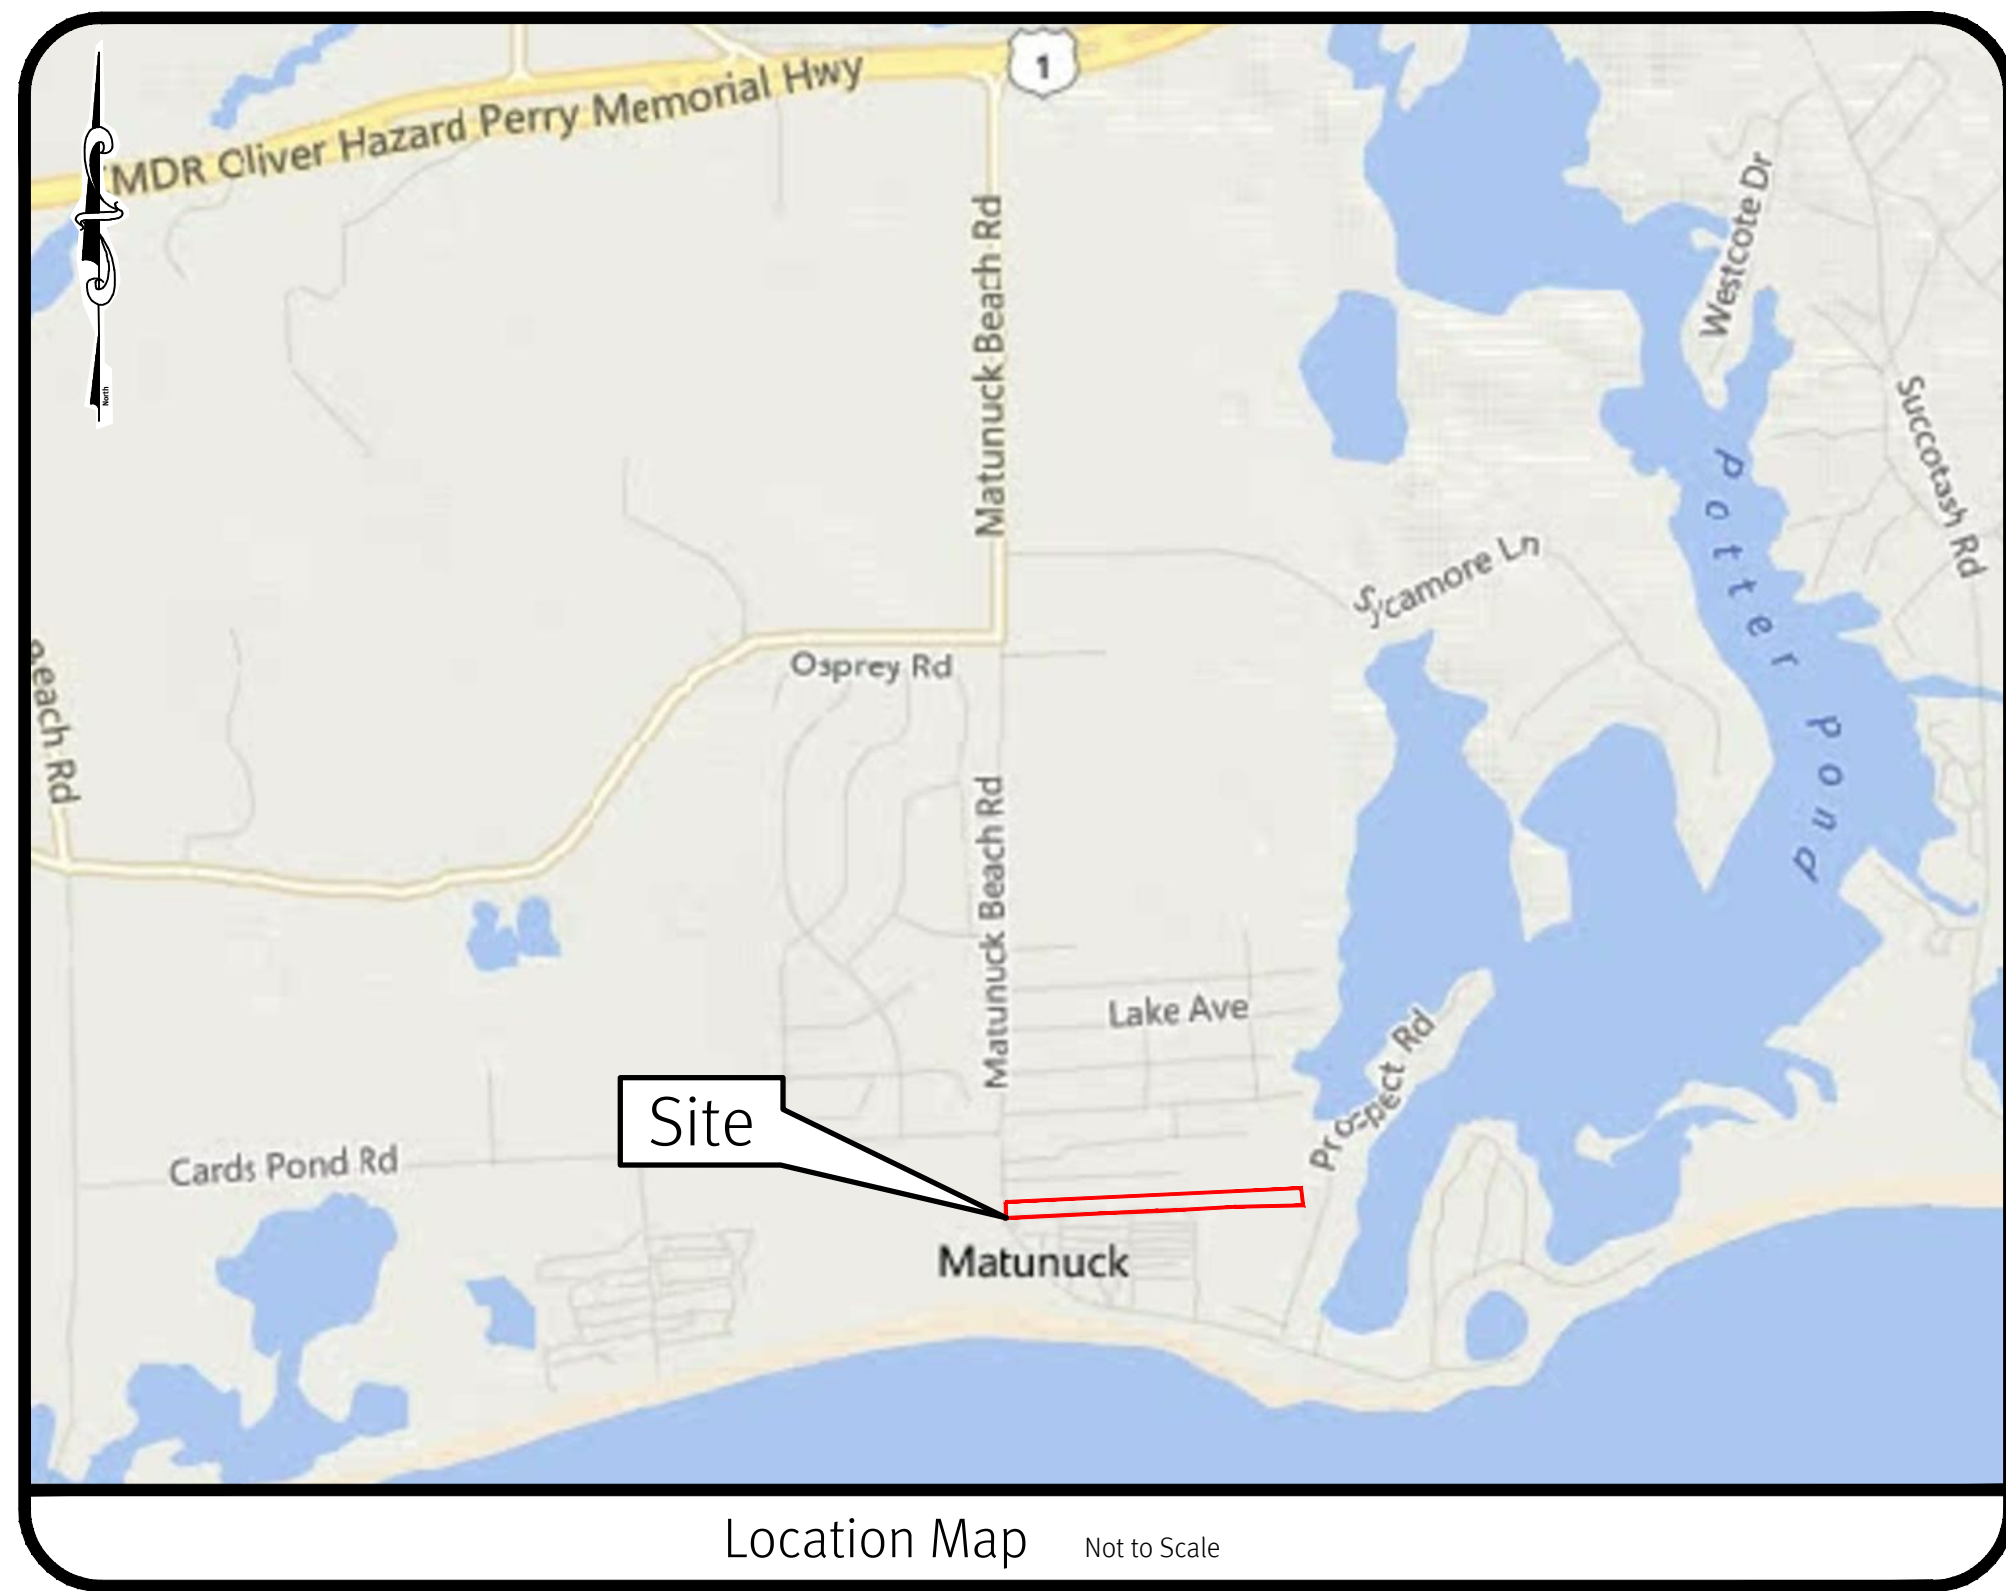 1
MDR Oliver Hazard Perry Memorial Hwy
North
Matunuck Beach Rd
Westcote Dr
Succotash Rd
Potter Pond
Sycamore Ln
Osprey Rd
Beach Rd
Matunuck Beach Rd
Lake Ave
Prospect Rd
Site
Cards Pond Rd
Matunuck
Location Map Not to Scale